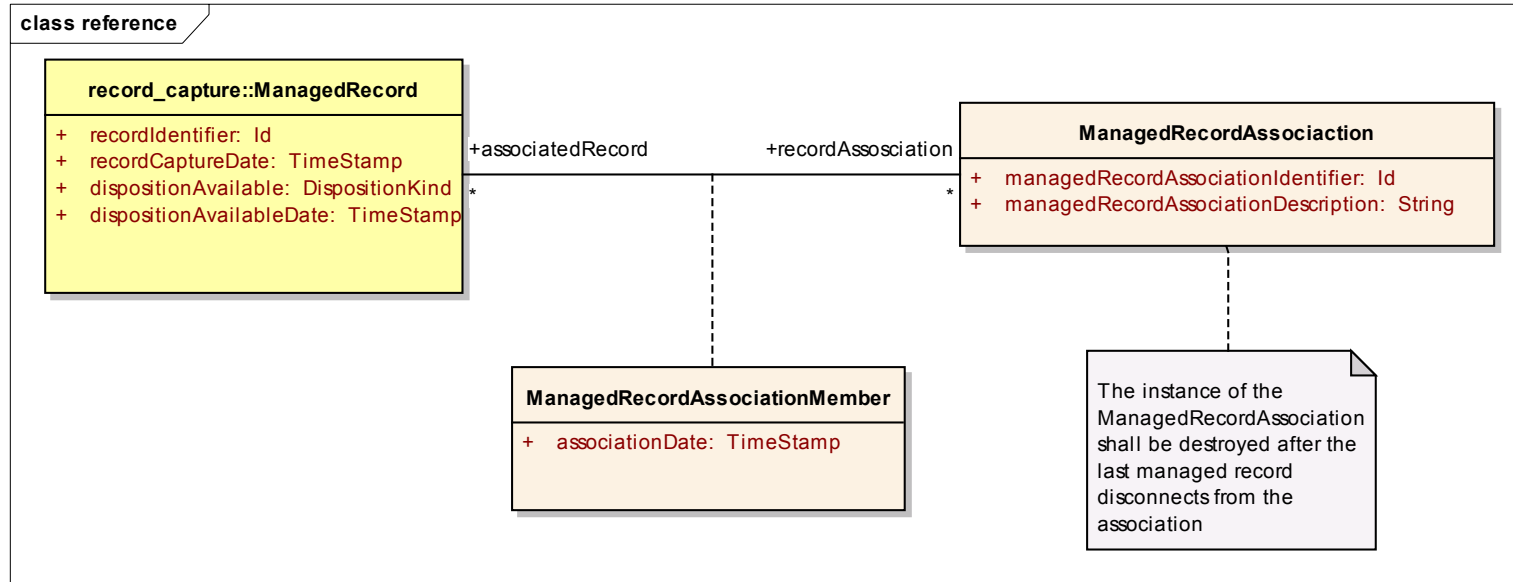 class reference
record_capture::ManagedRecord
+ recordIdentifier: Id
+ recordCaptureDate: TimeStamp
+ dispositionAvailable: DispositionKind
+ dispositionAvailableDate: TimeStamp
+associatedRecord
*
+recordAssosciation
*
ManagedRecordAssociaction
+ managedRecordAssociationIdentifier: Id
+ managedRecordAssociationDescription: String
ManagedRecordAssociationMember
+ associationDate: TimeStamp
The instance of the
ManagedRecordAssociation
shall be destroyed after the
last managed record
disconnects from the
association